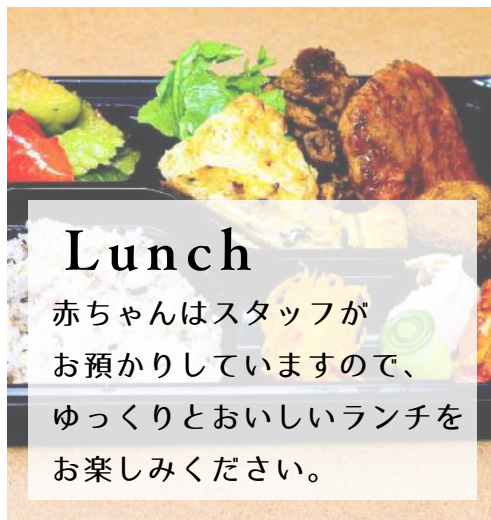 Lunch
赤ちゃんはスタッフが
お預かりしていますので、
ゆっくりとおいしいランチを
お楽しみください。